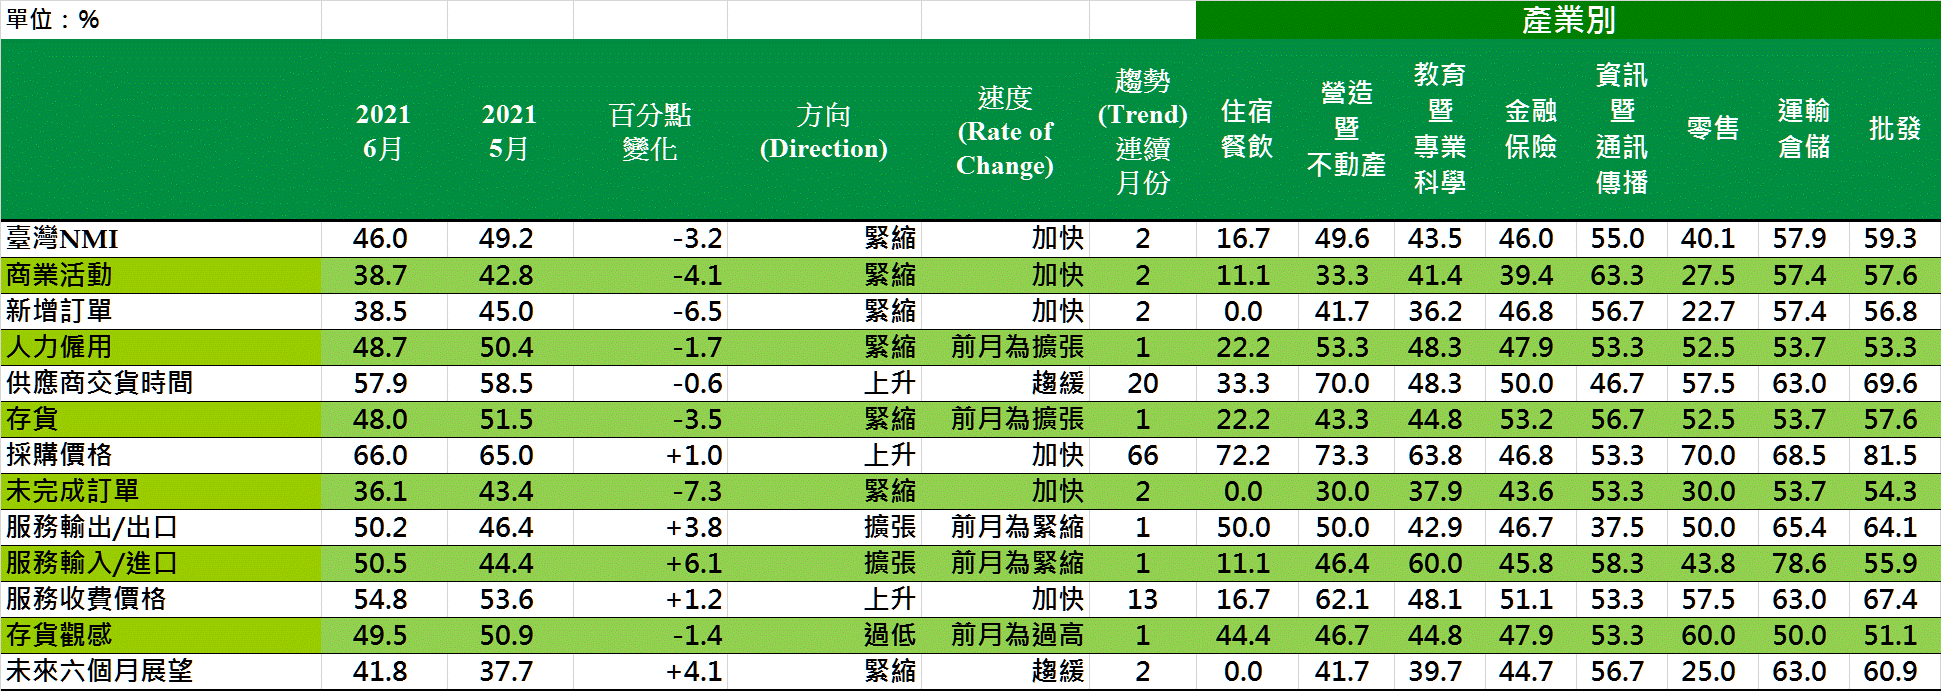 單位：% 產業別
2021 6月 2021 5月 百分點變化 方向(Direction) 速度(Rate of Change) 趨勢(Trend)連續月份 住宿餐飲 營造暨不動產 教育暨專業科學 金融保險 資訊暨通訊傳播 零售 運輸倉儲 批發
臺灣NMI 46.0 49.2 -3.2 緊縮 加快 2 16.7 49.6 43.5 46.0 55.0 40.1 57.9 59.3
商業活動 38.7 42.8 -4.1 緊縮 加快 2 11.1 33.3 41.4 39.4 63.3 27.5 57.4 57.6
新增訂單 38.5 45.0 -6.5 緊縮 加快 2 0.0 41.7 36.2 46.8 56.7 22.7 57.4 56.8
人力僱用 48.7 50.4 -1.7 緊縮 前月為擴張 1 22.2 53.3 48.3 47.9 53.3 52.5 53.7 53.3
供應商交貨時間 57.9 58.5 -0.6 上升 趨緩 20 33.3 70.0 48.3 50.0 46.7 57.5 63.0 69.6
存貨 48.0 51.5 -3.5 緊縮 前月為擴張 1 22.2 43.3 44.8 53.2 56.7 52.5 53.7 57.6
採購價格 66.0 65.0 +1.0 上升 加快 66 72.2 73.3 63.8 46.8 53.3 70.0 68.5 81.5
未完成訂單 36.1 43.4 -7.3 緊縮 加快 2 0.0 30.0 37.9 43.6 53.3 30.0 53.7 54.3
服務輸出/出口 50.2 46.4 +3.8 擴張 前月為緊縮 1 50.0 50.0 42.9 46.7 37.5 50.0 65.4 64.1
服務輸入/進口 50.5 44.4 +6.1 擴張 前月為緊縮 1 11.1 46.4 60.0 45.8 58.3 43.8 78.6 55.9
服務收費價格 54.8 53.6 +1.2 上升 加快 13 16.7 62.1 48.1 51.1 53.3 57.5 63.0 67.4
存貨觀感 49.5 50.9 -1.4 過低 前月為過高 1 44.4 46.7 44.8 47.9 53.3 60.0 50.0 51.1
未來六個月展望 41.8 37.7 +4.1 緊縮 趨緩 2 0.0 41.7 39.7 44.7 56.7 25.0 63.0 60.9